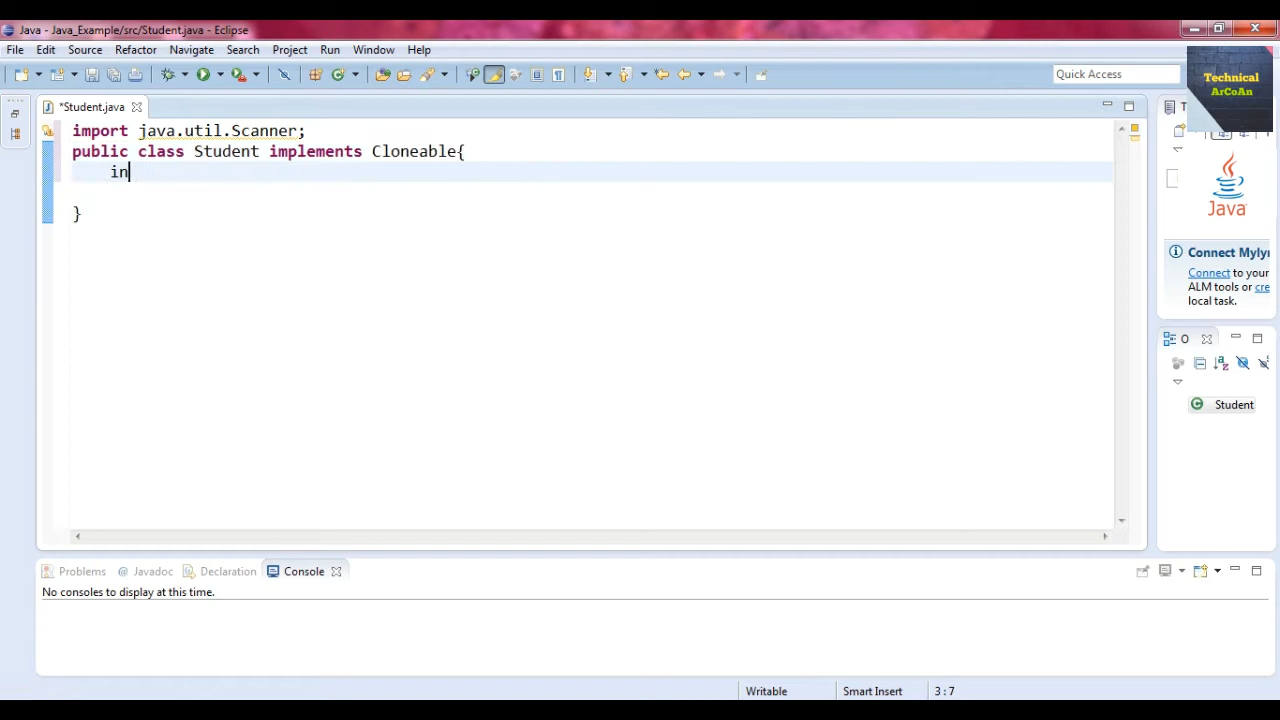 Java - Java_Example/src/Student.java - Eclipse
File Edit Source Refactor Navigate Search Project Run Window Help
Quick Access
Technical
ArCoAn
*Student.java
T
import java.util.Scanner;
public class Student implements Cloneable{
in
}
Java
Connect Myly
Connect to your
ALM tools or cre
local task.
O
Student
Problems @ Javadoc Declaration Console
No consoles to display at this time.
Writable Smart Insert 3 : 7